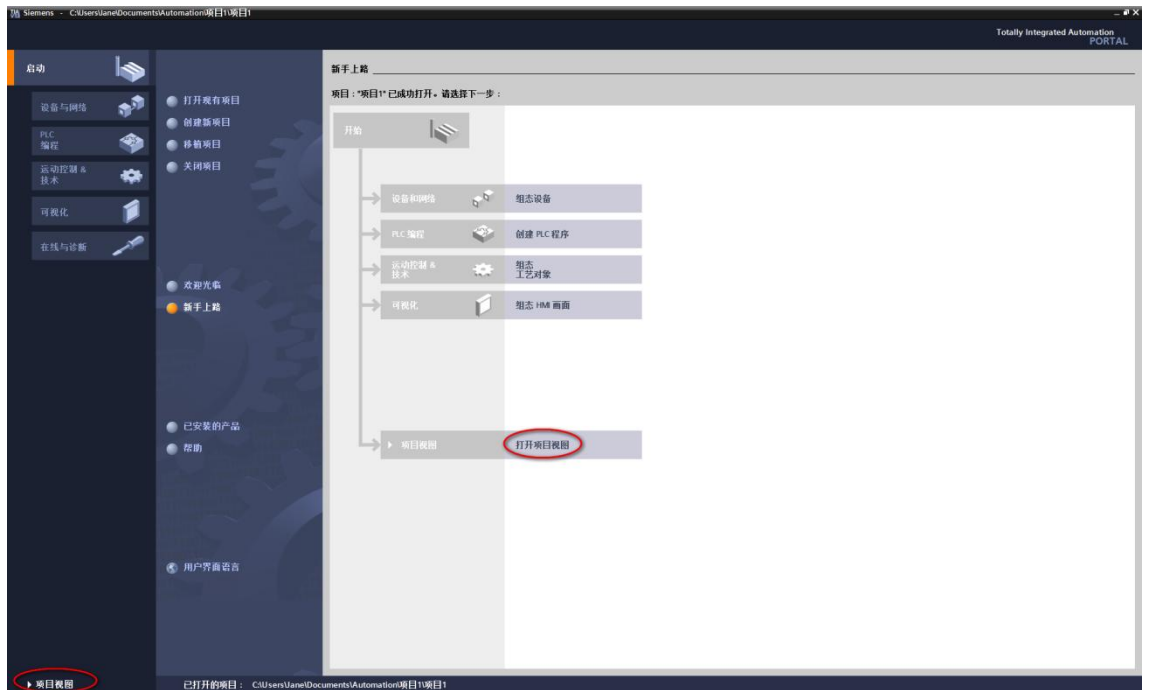 Siemens - C:\Users\Jane\Documents\Automation\项目1\项目1
Totally Integrated Automation
PORTAL
启动
设备与网络
PLC
编程
运动控制 &
技术
可视化
在线与诊断
打开现有项目
创建新项目
移植项目
关闭项目
欢迎光临
新手上路
已安装的产品
帮助
用户界面语言
新手上路
项目："项目1" 已成功打开。请选择下一步：
开始
设备和网络
组态设备
PLC 编程
创建 PLC 程序
运动控制 &
技术
组态
工艺对象
可视化
组态 HMI 画面
项目视图
打开项目视图
项目视图
已打开的项目： C:\Users\Jane\Documents\Automation\项目1\项目1